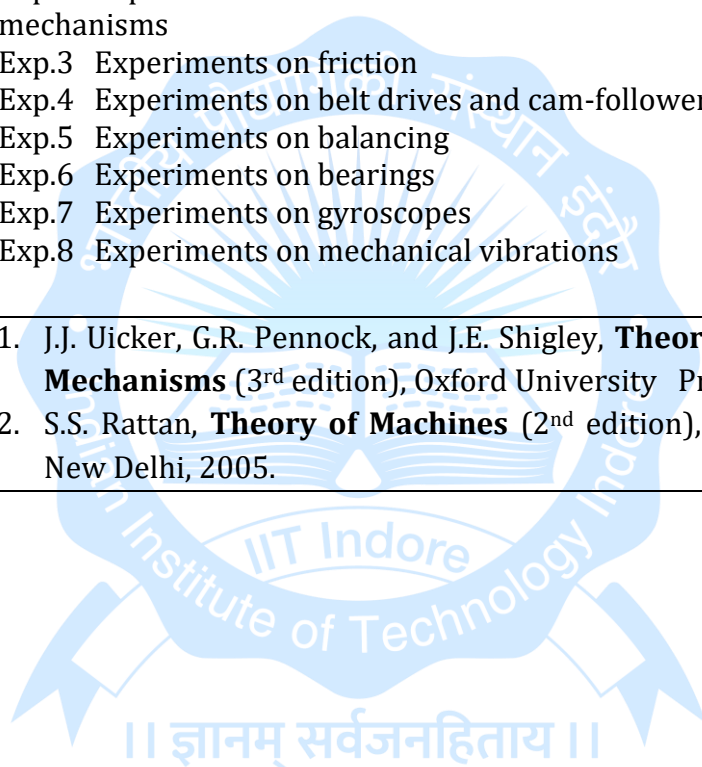 mechanisms
Exp.3 Experiments on friction
Exp.4 Experiments on belt drives and cam-follower
Exp.5 Experiments on balancing
Exp.6 Experiments on bearings
Exp.7 Experiments on gyroscopes
Exp.8 Experiments on mechanical vibrations
1. J.J. Uicker, G.R. Pennock, and J.E. Shigley, Theor
Mechanisms (3rd edition), Oxford University Pr
2. S.S. Rattan, Theory of Machines (2nd edition),
New Delhi, 2005.
भारतीय प्रौद्योगिकी संस्थान इंदौर
Indian Institute of Technology Indore
IIT Indore
।। ज्ञानम् सर्वजनहिताय ।।